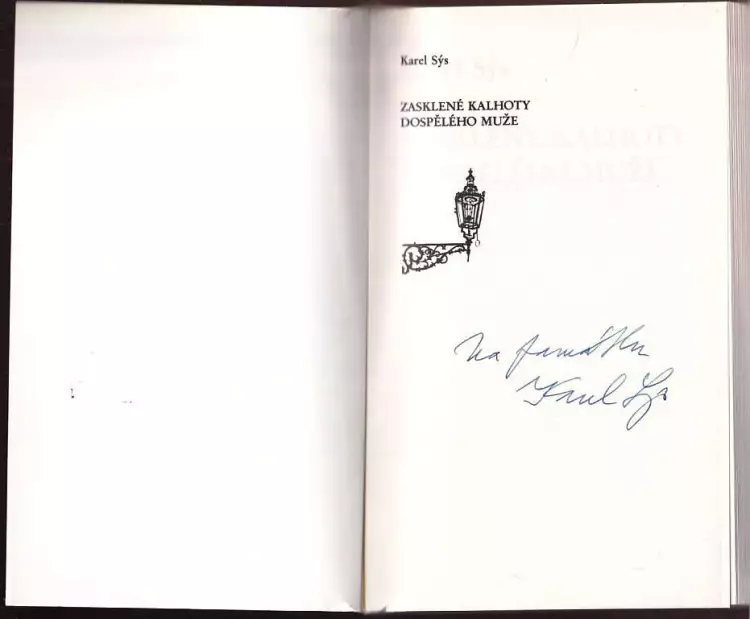 Karel Sýs
ZASKLENÉ KALHOTY
DOSPĚLÉHO MUŽE
Na památku
Karel Sýs